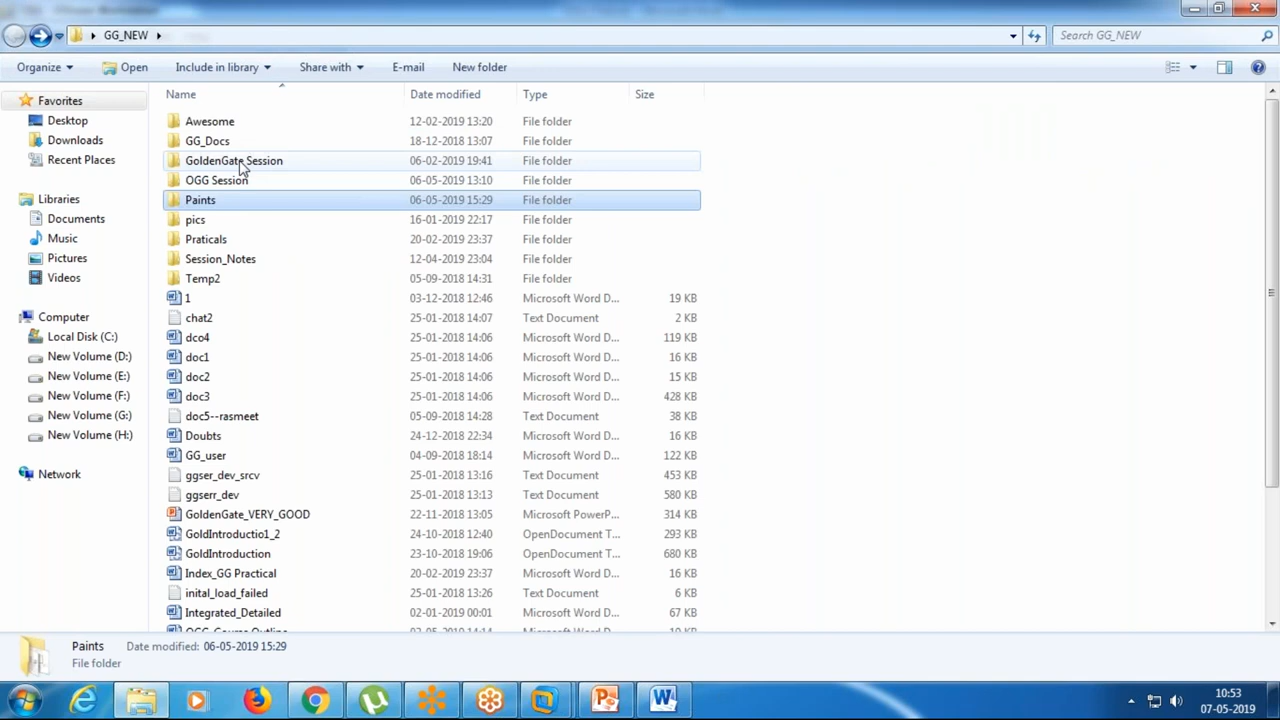 GG_NEW
Search GG_NEW
Organize Open Include in library Share with E-mail New folder
Favorites
Desktop
Downloads
Recent Places
Libraries
Documents
Music
Pictures
Videos
Computer
Local Disk (C:)
New Volume (D:)
New Volume (E:)
New Volume (F:)
New Volume (G:)
New Volume (H:)
Network
Name Date modified Type Size
Awesome 12-02-2019 13:20 File folder
GG_Docs 18-12-2018 13:07 File folder
GoldenGate Session 06-02-2019 19:41 File folder
OGG Session 06-05-2019 13:10 File folder
Paints 06-05-2019 15:29 File folder
pics 16-01-2019 22:17 File folder
Praticals 20-02-2019 23:37 File folder
Session_Notes 12-04-2019 23:04 File folder
Temp2 05-09-2018 14:31 File folder
1 03-12-2018 12:46 Microsoft Word D... 19 KB
chat2 25-01-2018 14:07 Text Document 2 KB
dco4 25-01-2018 14:06 Microsoft Word D... 119 KB
doc1 25-01-2018 14:06 Microsoft Word D... 16 KB
doc2 25-01-2018 14:06 Microsoft Word D... 15 KB
doc3 25-01-2018 14:06 Microsoft Word D... 428 KB
doc5--rasmeet 05-09-2018 14:28 Text Document 38 KB
Doubts 24-12-2018 22:34 Microsoft Word D... 16 KB
GG_user 04-09-2018 18:14 Microsoft Word D... 122 KB
ggser_dev_srcv 25-01-2018 13:16 Text Document 453 KB
ggserr_dev 25-01-2018 13:13 Text Document 580 KB
GoldenGate_VERY_GOOD 22-11-2018 13:05 Microsoft PowerP... 314 KB
GoldIntroductio1_2 24-10-2018 12:40 OpenDocument T... 293 KB
GoldIntroduction 23-10-2018 19:06 OpenDocument T... 680 KB
Index_GG Practical 20-02-2019 23:37 Microsoft Word D... 16 KB
inital_load_failed 25-01-2018 13:26 Text Document 6 KB
Integrated_Detailed 02-01-2019 00:01 Microsoft Word D... 67 KB
Paints Date modified: 06-05-2019 15:29
File folder
10:53
07-05-2019